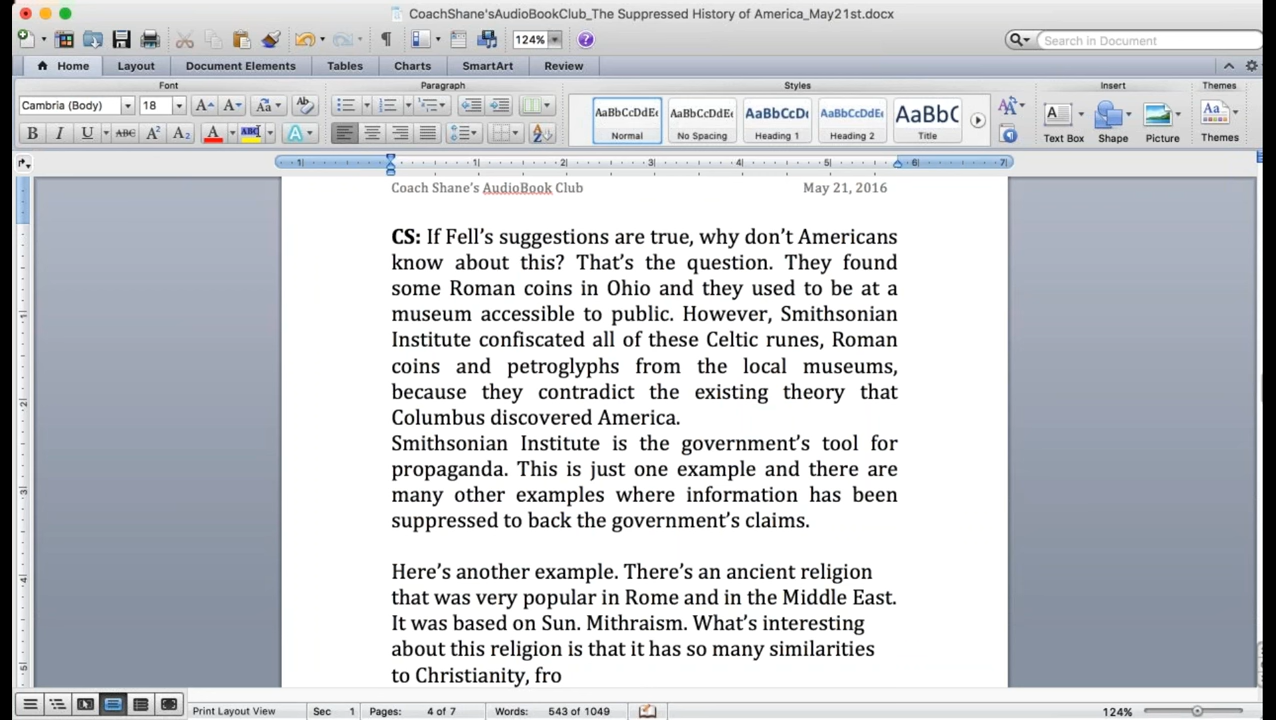 CoachShane'sAudioBookClub_The Suppressed History of America_May21st.docx
124%
Search in Document
Home Layout Document Elements Tables Charts SmartArt Review
Font Paragraph Styles Insert Themes
Cambria (Body) 18
AaBbCcDdEe AaBbCcDdEe AaBbCcDc AaBbCcDdEe AaBbC
Normal No Spacing Heading 1 Heading 2 Title
Text Box Shape Picture Themes
Coach Shane's AudioBook Club May 21, 2016
CS: If Fell's suggestions are true, why don't Americans
know about this? That's the question. They found
some Roman coins in Ohio and they used to be at a
museum accessible to public. However, Smithsonian
Institute confiscated all of these Celtic runes, Roman
coins and petroglyphs from the local museums,
because they contradict the existing theory that
Columbus discovered America.
Smithsonian Institute is the government's tool for
propaganda. This is just one example and there are
many other examples where information has been
suppressed to back the government's claims.
Here's another example. There's an ancient religion
that was very popular in Rome and in the Middle East.
It was based on Sun. Mithraism. What's interesting
about this religion is that it has so many similarities
to Christianity, fro
Print Layout View Sec 1 Pages: 4 of 7 Words: 543 of 1049 124%